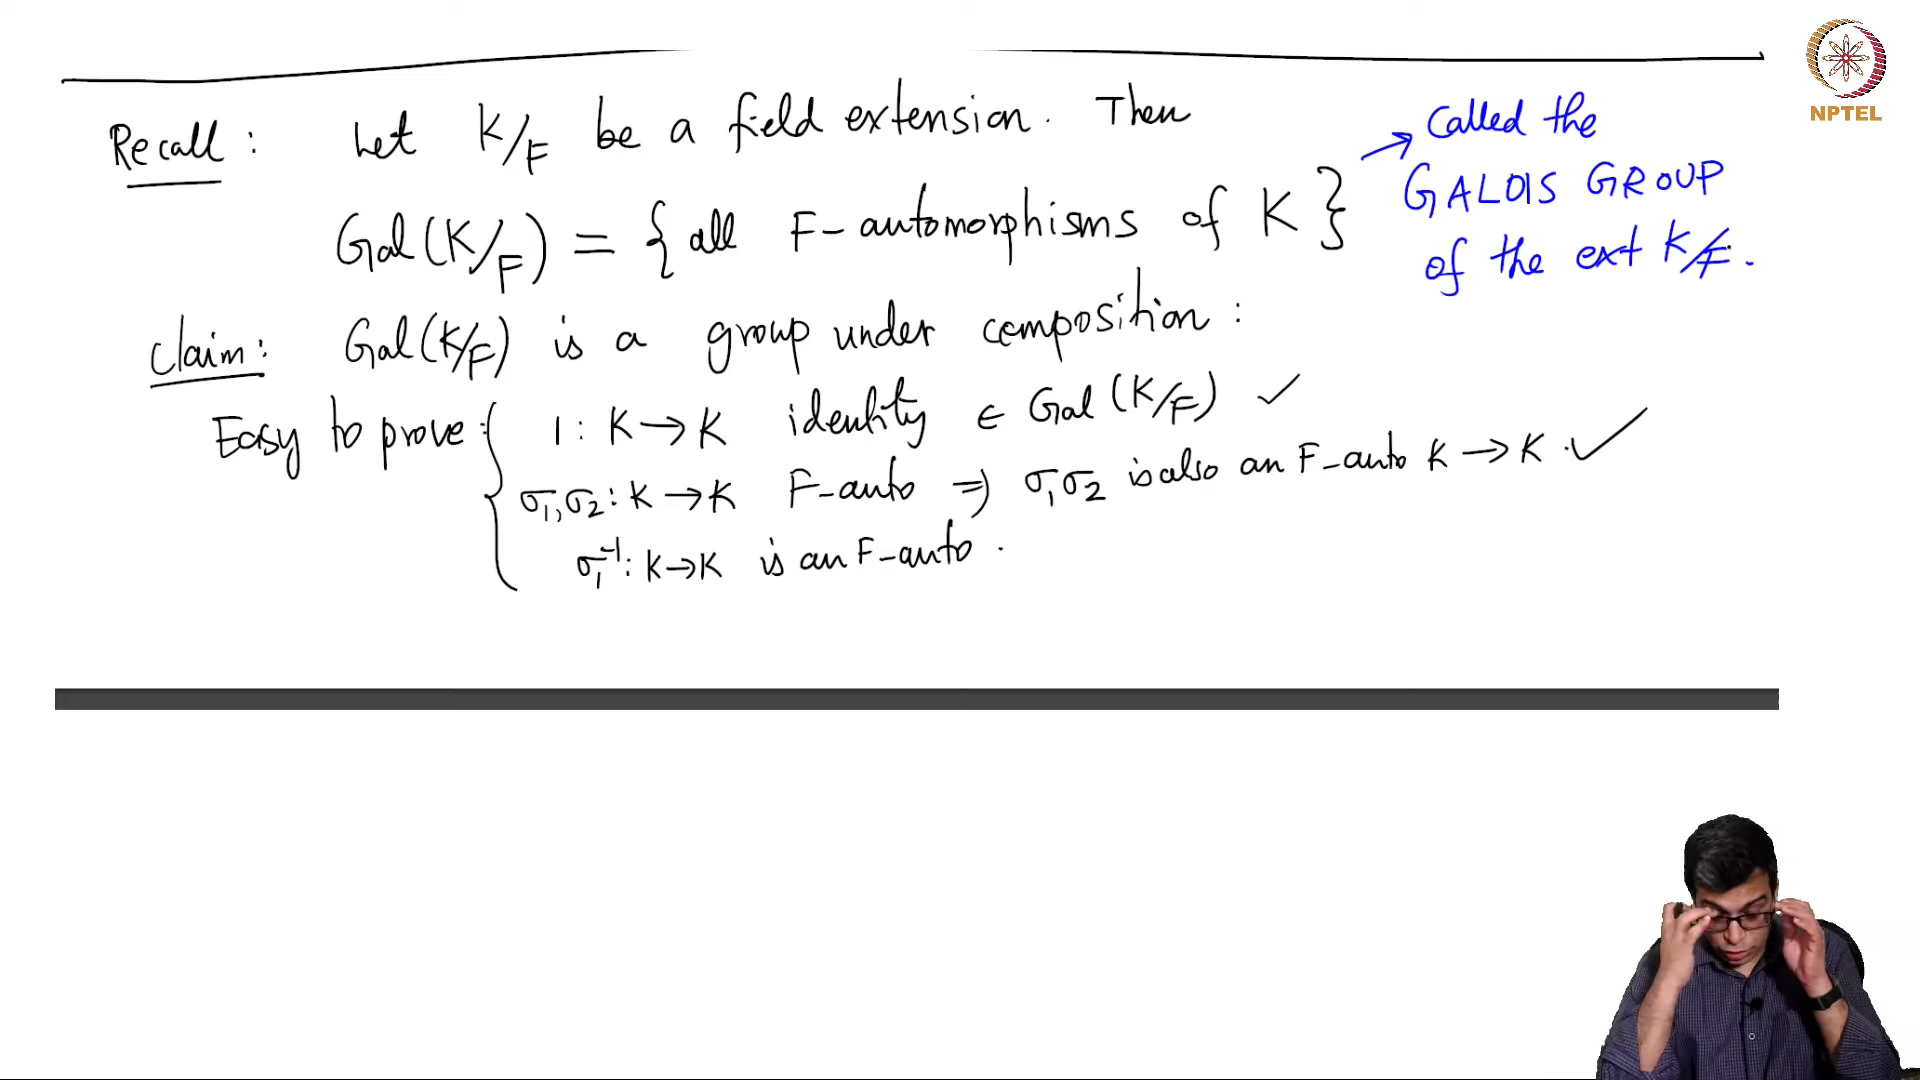 Recall : Let K/F be a field extension. Then
Gal(K/F) = { all F-automorphisms of K }
→ Called the
GALOIS GROUP
of the ext K/F.
Claim: Gal(K/F) is a group under composition :
Easy to prove : { 1 : K → K identity ∈ Gal (K/F) ✓
σ₁, σ₂ : K → K F-auto ⇒ σ₁σ₂ is also an F-auto K → K . ✓
σ₁⁻¹ : K → K is an F-auto .
NPTEL